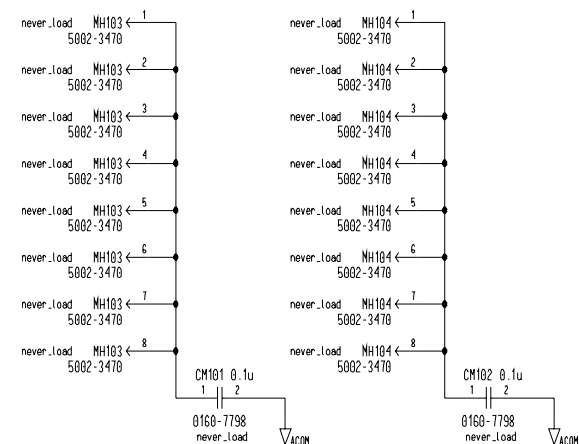 never_load MH103 1
5002-3470
never_load MH103 2
5002-3470
never_load MH103 3
5002-3470
never_load MH103 4
5002-3470
never_load MH103 5
5002-3470
never_load MH103 6
5002-3470
never_load MH103 7
5002-3470
never_load MH103 8
5002-3470
CM101 0.1u
1 2
0160-7798
never_load
ACOM
never_load MH104 1
5002-3470
never_load MH104 2
5002-3470
never_load MH104 3
5002-3470
never_load MH104 4
5002-3470
never_load MH104 5
5002-3470
never_load MH104 6
5002-3470
never_load MH104 7
5002-3470
never_load MH104 8
5002-3470
CM102 0.1u
1 2
0160-7798
never_load
ACOM